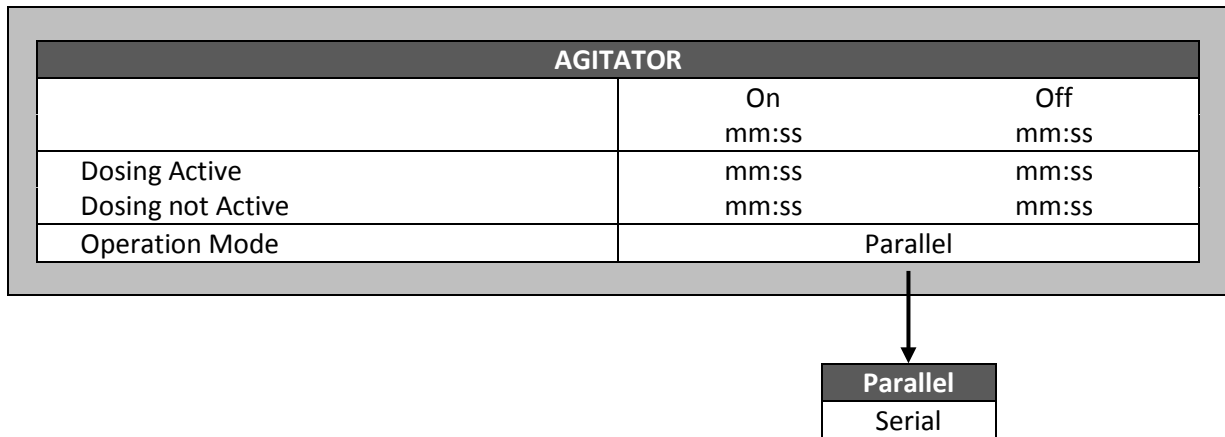 AGITATOR
On Off
mm:ss mm:ss
Dosing Active mm:ss mm:ss
Dosing not Active mm:ss mm:ss
Operation Mode Parallel
Parallel
Serial